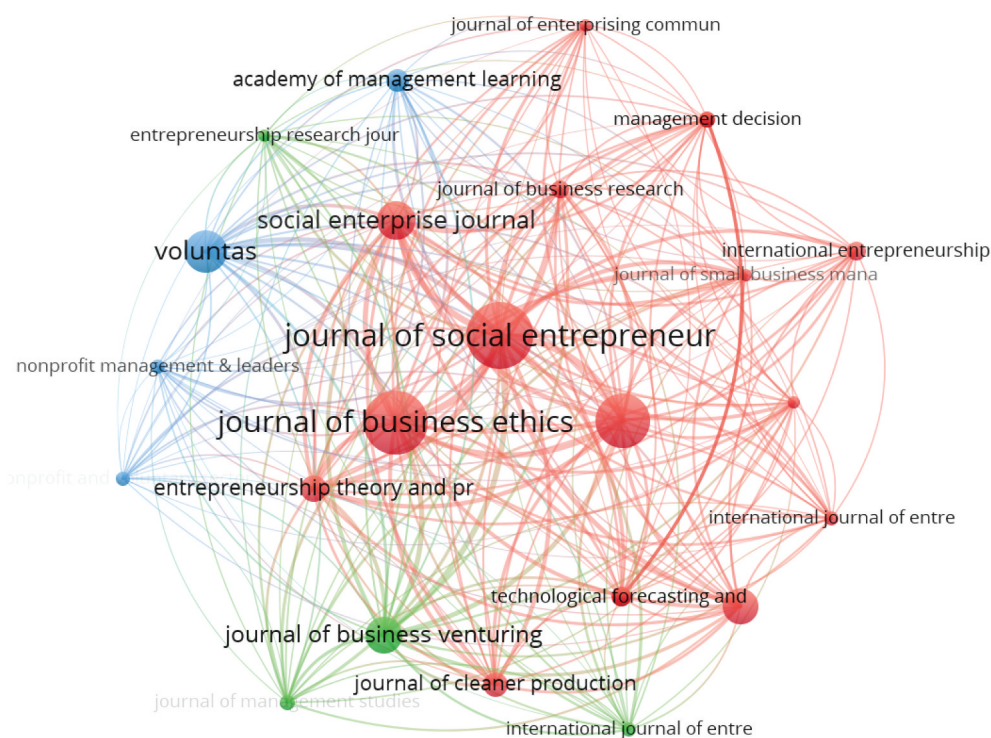 journal of enterprising commun
academy of management learning
management decision
entrepreneurship research jour
journal of business research
social enterprise journal
voluntas
international entrepreneurship
journal of small business mana
journal of social entrepreneur
nonprofit management & leaders
journal of business ethics
onprofit and
entrepreneurship theory and pr
international journal of entre
technological forecasting and
journal of business venturing
journal of cleaner production
journal of management studies
international journal of entre